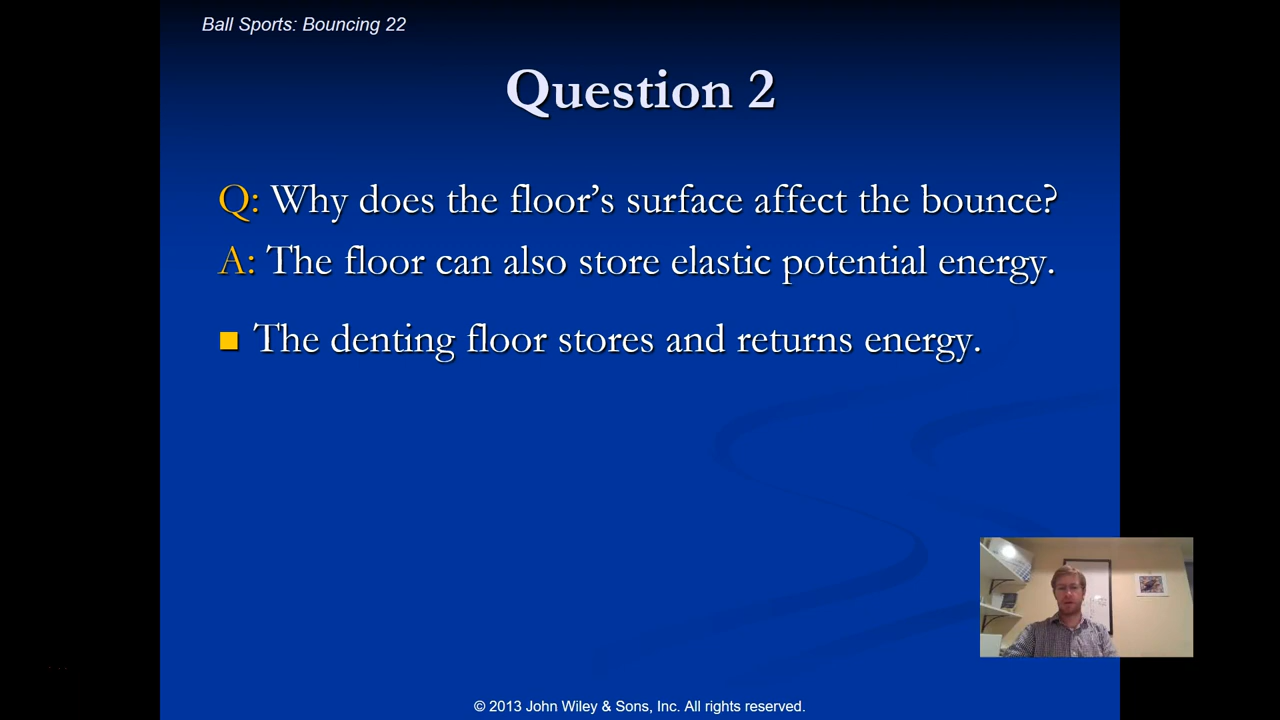 Ball Sports: Bouncing 22
Question 2
Q: Why does the floor’s surface affect the bounce?
A: The floor can also store elastic potential energy.
■ The denting floor stores and returns energy.
© 2013 John Wiley & Sons, Inc. All rights reserved.